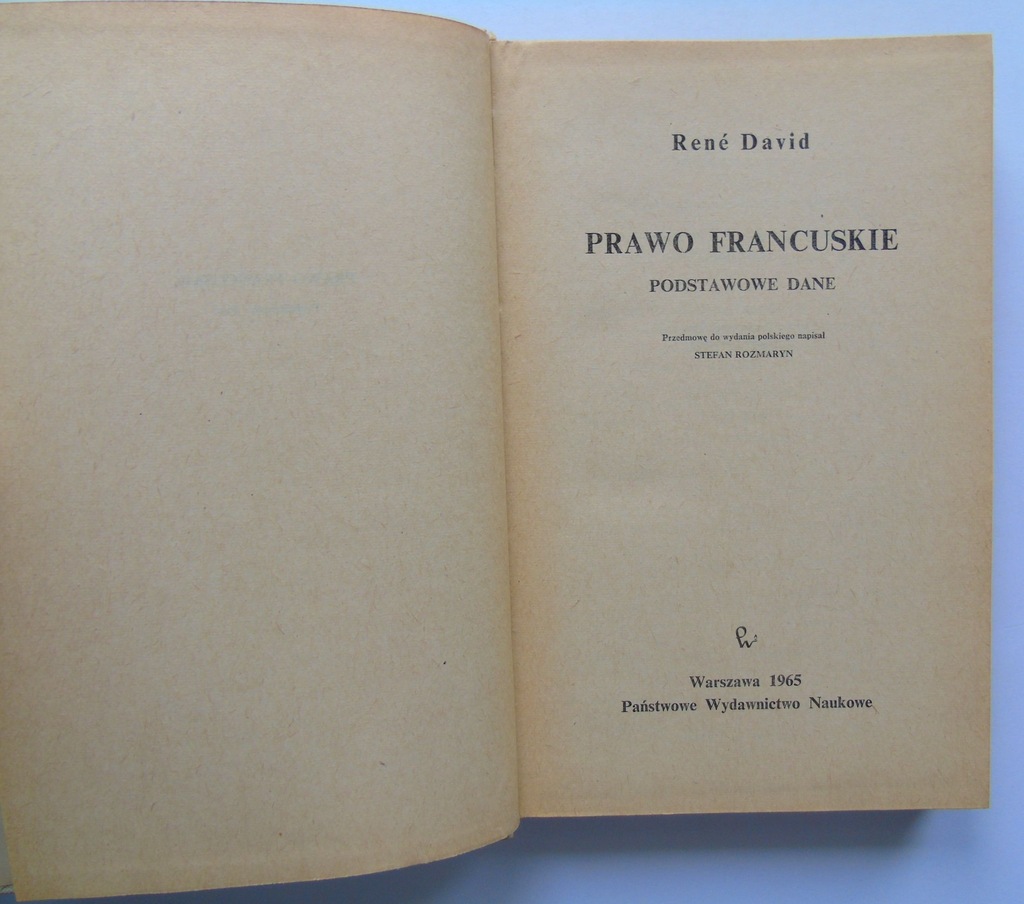 René David
PRAWO FRANCUSKIE
PODSTAWOWE DANE
Przedmowę do wydania polskiego napisał
STEFAN ROZMARYN
Warszawa 1965
Państwowe Wydawnictwo Naukowe